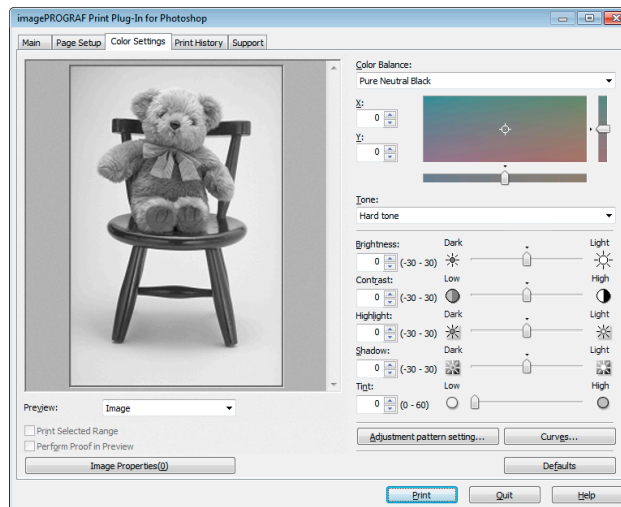 imagePROGRAF Print Plug-In for Photoshop
Main Page Setup Color Settings Print History Support
Color Balance:
Pure Neutral Black
X:
0
Y:
0
Tone:
Hard tone
Brightness: Dark Light
0 (-30 - 30)
Contrast: Low High
0 (-30 - 30)
Highlight: Dark Light
0 (-30 - 30)
Shadow: Dark Light
0 (-30 - 30)
Tint: Low High
0 (0 - 60)
Preview: Image
Print Selected Range
Perform Proof in Preview
Image Properties(0)
Adjustment pattern setting... Curves...
Defaults
Print Quit Help